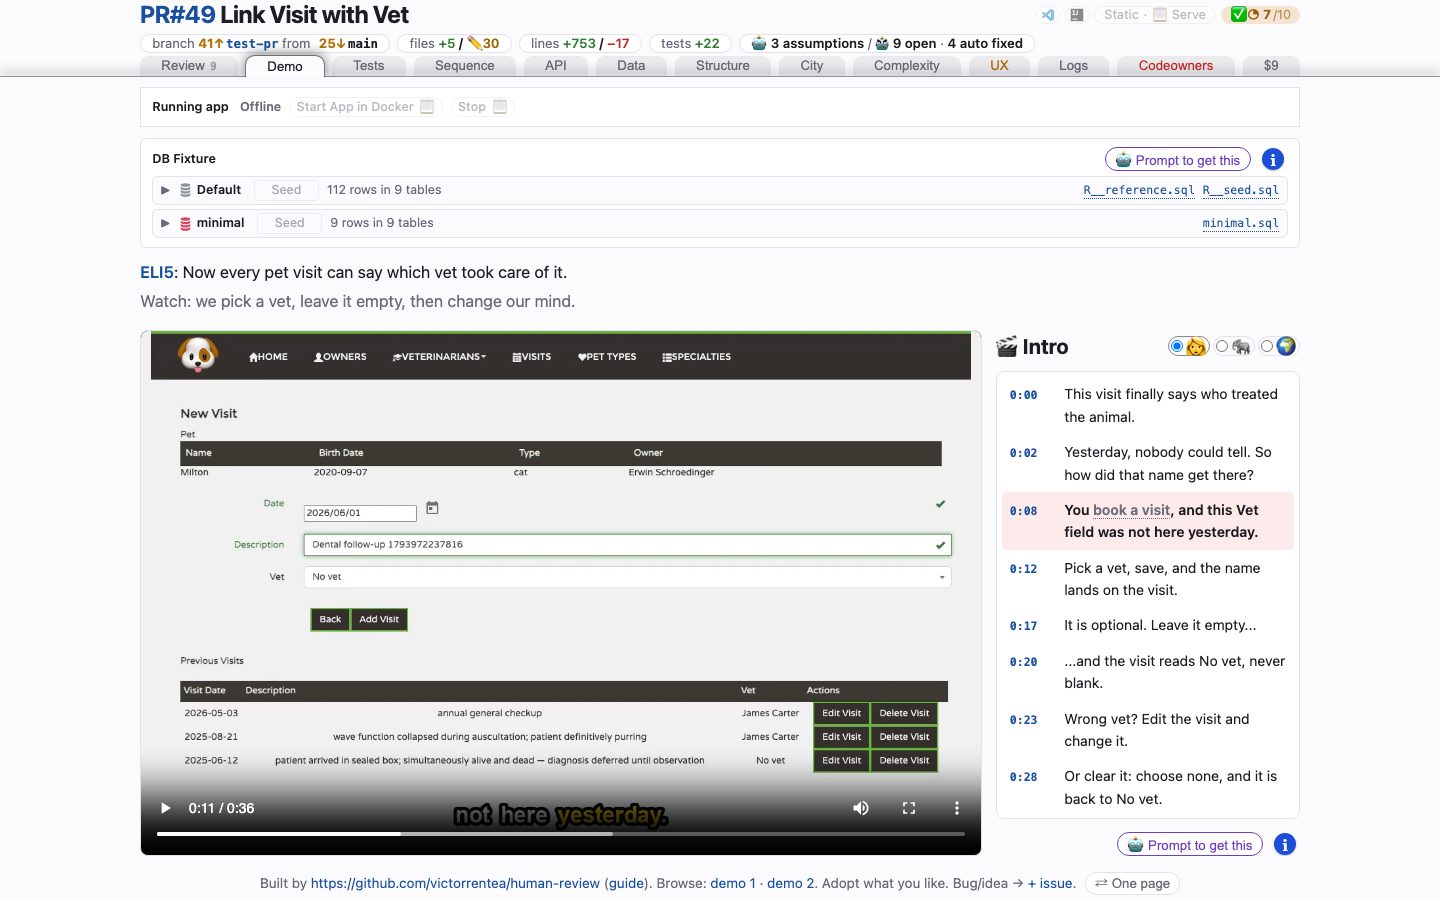 PR#49 Link Visit with Vet
Static · Serve
7/10
branch 41↑ test-pr from 25↓ main
files +5 / 30
lines +753 / −17
tests +22
3 assumptions / 9 open · 4 auto fixed
Review 9
Demo
Tests
Sequence
API
Data
Structure
City
Complexity
UX
Logs
Codeowners
$9
Running app Offline Start App in Docker Stop
DB Fixture
Prompt to get this
i
Default Seed 112 rows in 9 tables R__reference.sql R__seed.sql
minimal Seed 9 rows in 9 tables minimal.sql
ELI5: Now every pet visit can say which vet took care of it.
Watch: we pick a vet, leave it empty, then change our mind.
HOME OWNERS VETERINARIANS VISITS PET TYPES SPECIALTIES
New Visit
Pet
Name Birth Date Type Owner
Milton 2020-09-07 cat Erwin Schroedinger
Date 2026/06/01
Description Dental follow-up 1793972237816
Vet No vet
Back Add Visit
Previous Visits
Visit Date Description Vet Actions
2026-05-03 annual general checkup James Carter Edit Visit Delete Visit
2025-08-21 wave function collapsed during auscultation; patient definitively purring James Carter Edit Visit Delete Visit
2025-06-12 patient arrived in sealed box; simultaneously alive and dead — diagnosis deferred until observation No vet Edit Visit Delete Visit
0:11 / 0:36
not here yesterday.
Intro
0:00 This visit finally says who treated
the animal.
0:02 Yesterday, nobody could tell. So
how did that name get there?
0:08 You book a visit, and this Vet
field was not here yesterday.
0:12 Pick a vet, save, and the name
lands on the visit.
0:17 It is optional. Leave it empty...
0:20 ...and the visit reads No vet, never
blank.
0:23 Wrong vet? Edit the visit and
change it.
0:28 Or clear it: choose none, and it is
back to No vet.
Prompt to get this
i
Built by https://github.com/victorrentea/human-review (guide). Browse: demo 1 · demo 2. Adopt what you like. Bug/idea → + issue. ⇄ One page